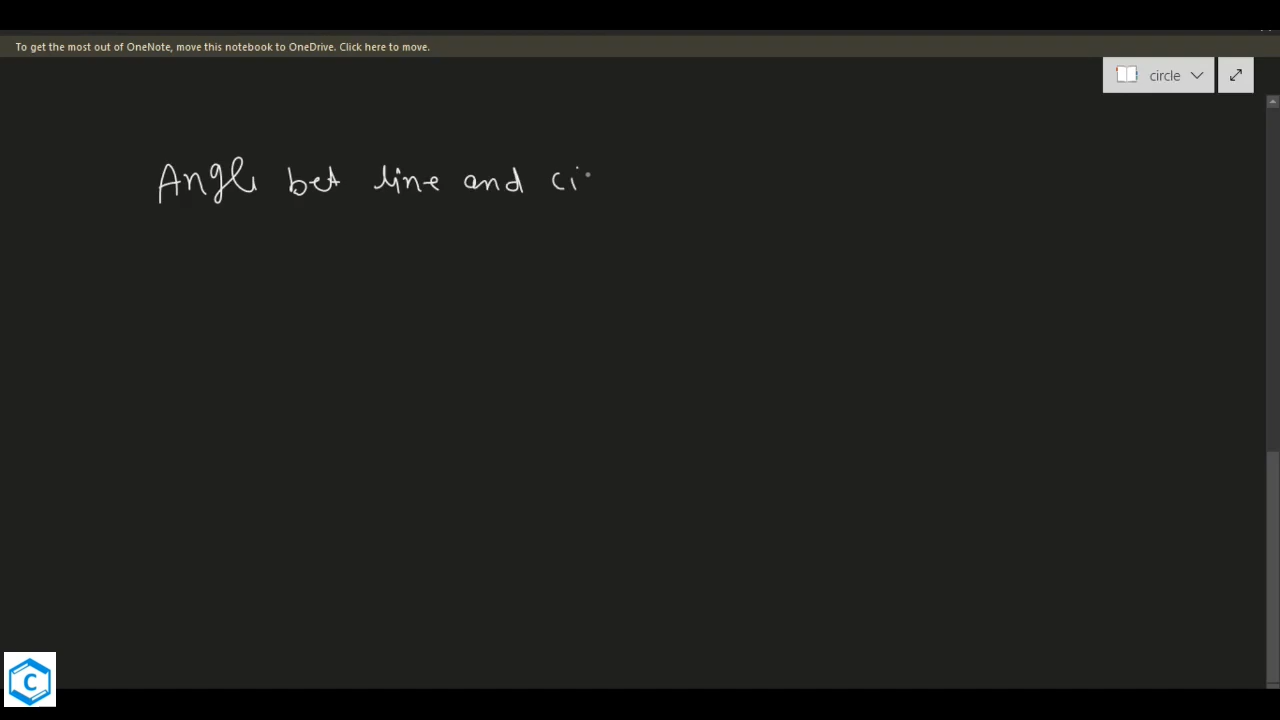 To get the most out of OneNote, move this notebook to OneDrive. Click here to move.
circle
Angle bet line and ci
C